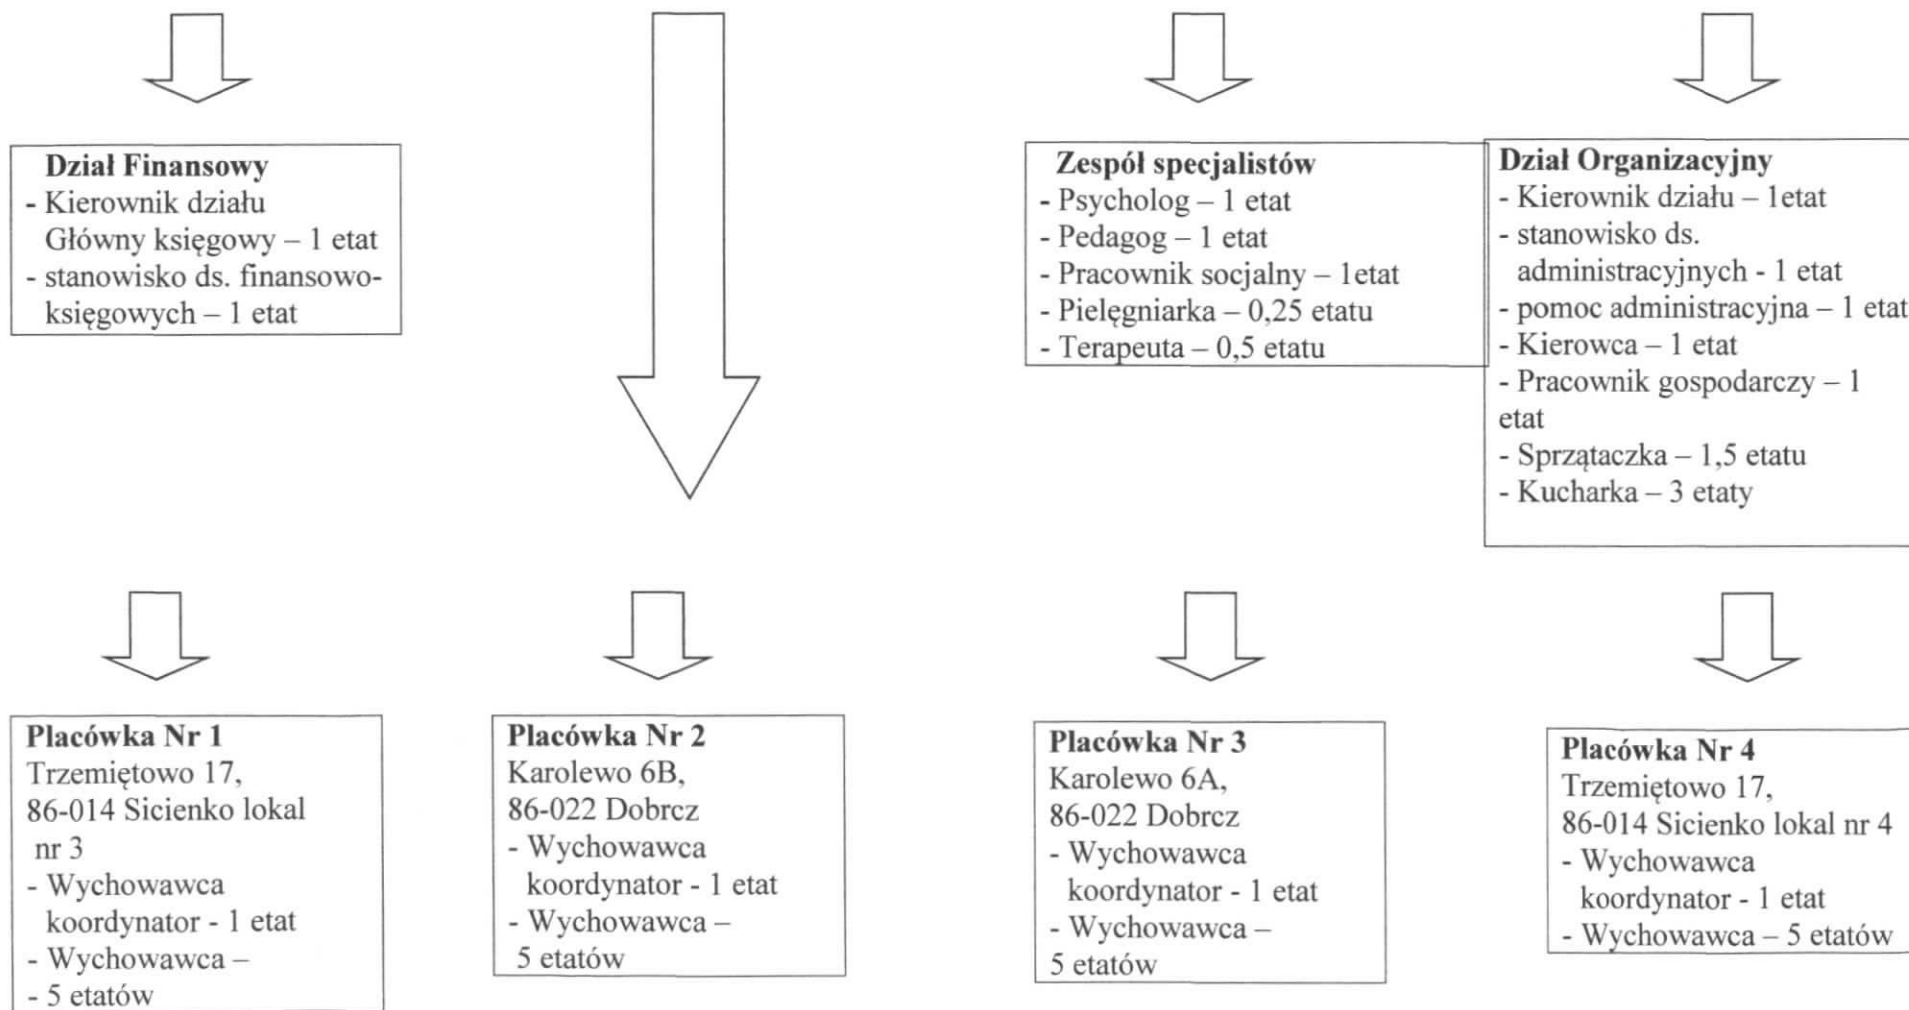 Dział Finansowy
- Kierownik działu
Główny księgowy – 1 etat
- stanowisko ds. finansowo-
księgowych – 1 etat
Zespół specjalistów
- Psycholog – 1 etat
- Pedagog – 1 etat
- Pracownik socjalny – 1etat
- Pielęgniarka – 0,25 etatu
- Terapeuta – 0,5 etatu
Dział Organizacyjny
- Kierownik działu – 1etat
- stanowisko ds.
administracyjnych - 1 etat
- pomoc administracyjna – 1 etat
- Kierowca – 1 etat
- Pracownik gospodarczy – 1
etat
- Sprzątaczka – 1,5 etatu
- Kucharka – 3 etaty
Placówka Nr 1
Trzemiętowo 17,
86-014 Sicienko lokal
nr 3
- Wychowawca
koordynator - 1 etat
- Wychowawca –
- 5 etatów
Placówka Nr 2
Karolewo 6B,
86-022 Dobrcz
- Wychowawca
koordynator - 1 etat
- Wychowawca –
5 etatów
Placówka Nr 3
Karolewo 6A,
86-022 Dobrcz
- Wychowawca
koordynator - 1 etat
- Wychowawca –
5 etatów
Placówka Nr 4
Trzemiętowo 17,
86-014 Sicienko lokal nr 4
- Wychowawca
koordynator - 1 etat
- Wychowawca – 5 etatów